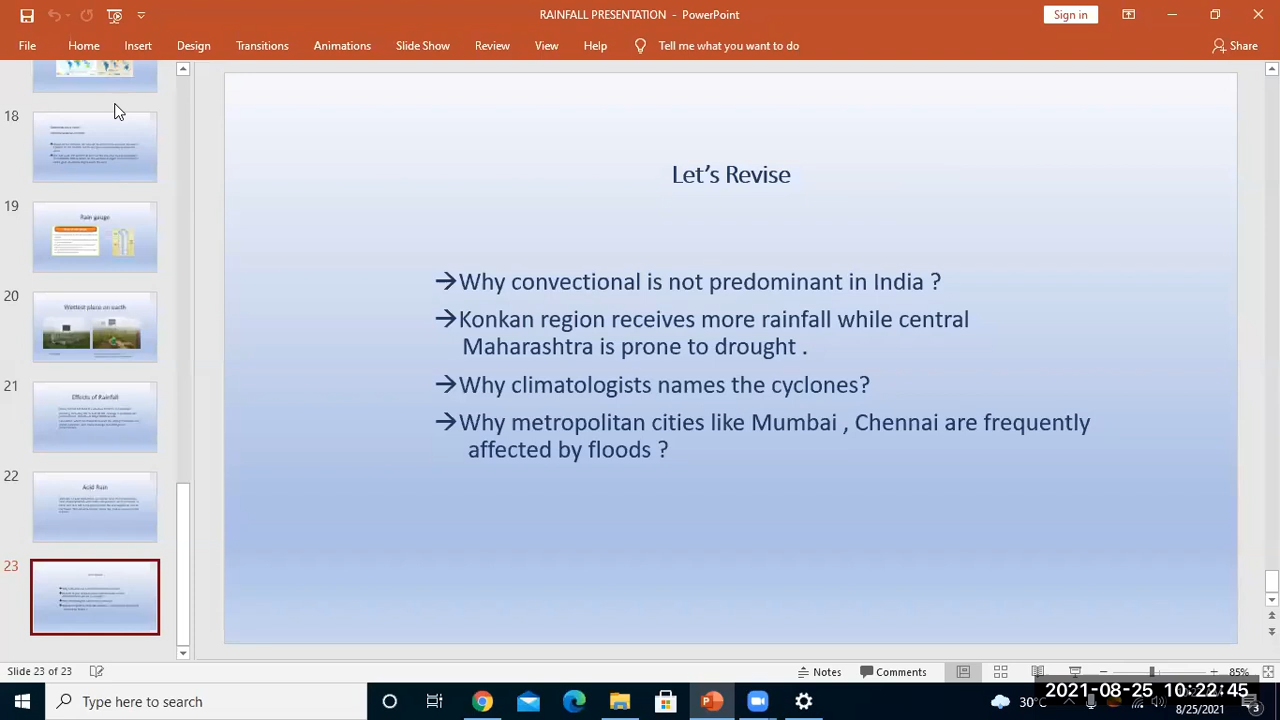 RAINFALL PRESENTATION - PowerPoint
Sign in
File Home Insert Design Transitions Animations Slide Show Review View Help Tell me what you want to do Share
18
19
Rain gauge
20
Wettest place on earth
21
Effects of Rainfall
22
Acid Rain
23
Let's Revise
→Why convectional is not predominant in India ?
→Konkan region receives more rainfall while central
Maharashtra is prone to drought .
→Why climatologists names the cyclones?
→Why metropolitan cities like Mumbai , Chennai are frequently
affected by floods ?
Slide 23 of 23
Notes Comments 85%
Type here to search
30°C
2021-08-25 10:22:45
8/25/2021
3